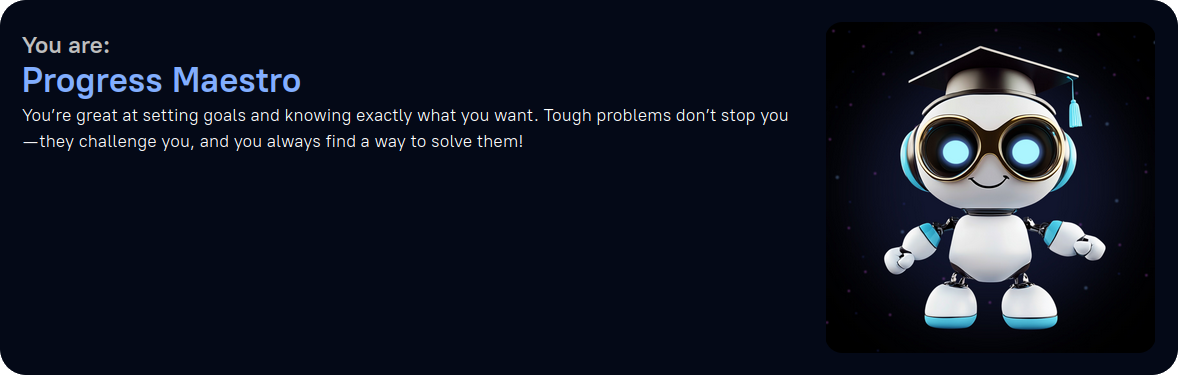 You are:
Progress Maestro
You’re great at setting goals and knowing exactly what you want. Tough problems don’t stop you
—they challenge you, and you always find a way to solve them!